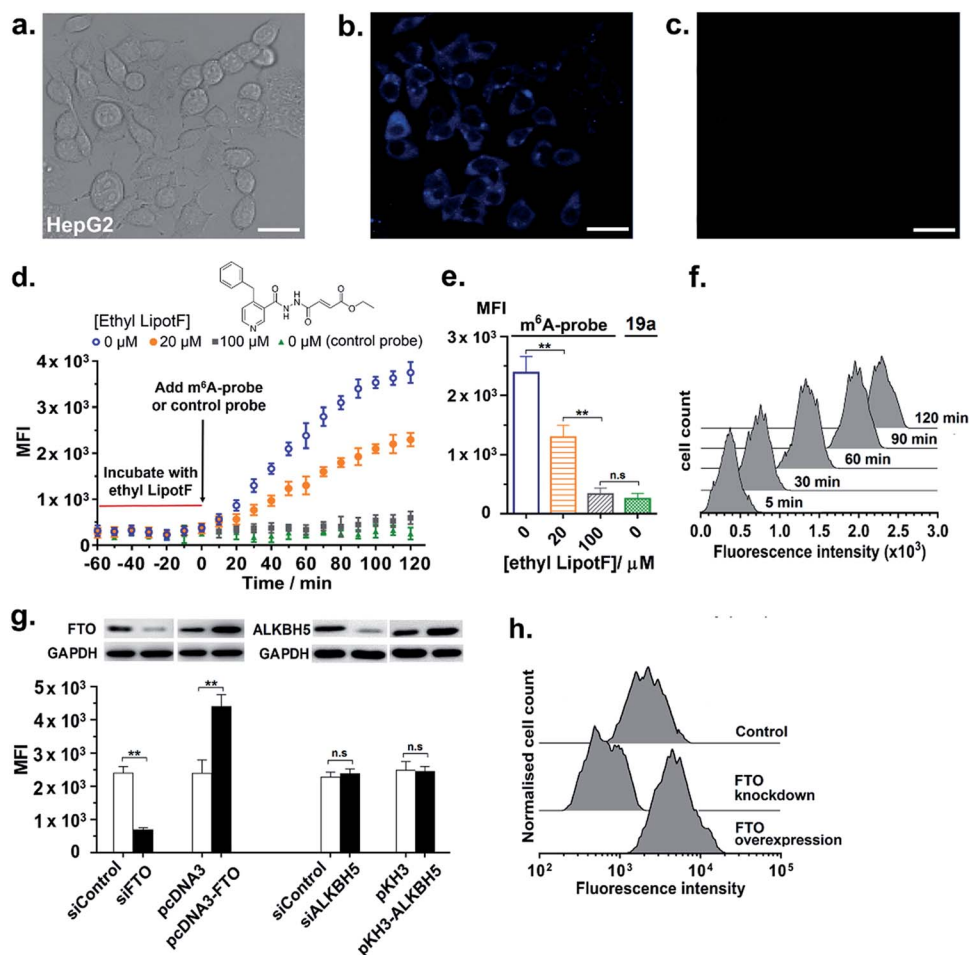 a.
b.
c.
HepG2
d.
[Ethyl LipotF]
0 µM
20 µM
100 µM
0 µM (control probe)
N
O
H
N
N
H
O
O
O
4 x 10³
3 x 10³
2 x 10³
1 x 10³
0
MFI
Add m⁶A-probe
or control probe
Incubate with
ethyl LipotF
-60 -40 -20 0 20 40 60 80 100 120
Time / min
e.
MFI
m⁶A-probe
19a
3 x 10³
2 x 10³
1 x 10³
0
**
**
n.s
0
20
100
0
[ethyl LipotF]/ µM
f.
cell count
120 min
90 min
60 min
30 min
5 min
0.0 0.5 1.0 1.5 2.0 2.5 3.0
Fluorescence intensity (x10³)
g.
FTO
GAPDH
ALKBH5
GAPDH
5 x 10³
4 x 10³
3 x 10³
2 x 10³
1 x 10³
0
MFI
**
**
n.s
n.s
siControl
siFTO
pcDNA3
pcDNA3-FTO
siControl
siALKBH5
pKH3
pKH3-ALKBH5
h.
Normalised cell count
Control
FTO
knockdown
FTO
overexpression
10² 10³ 10⁴ 10⁵
Fluorescence intensity